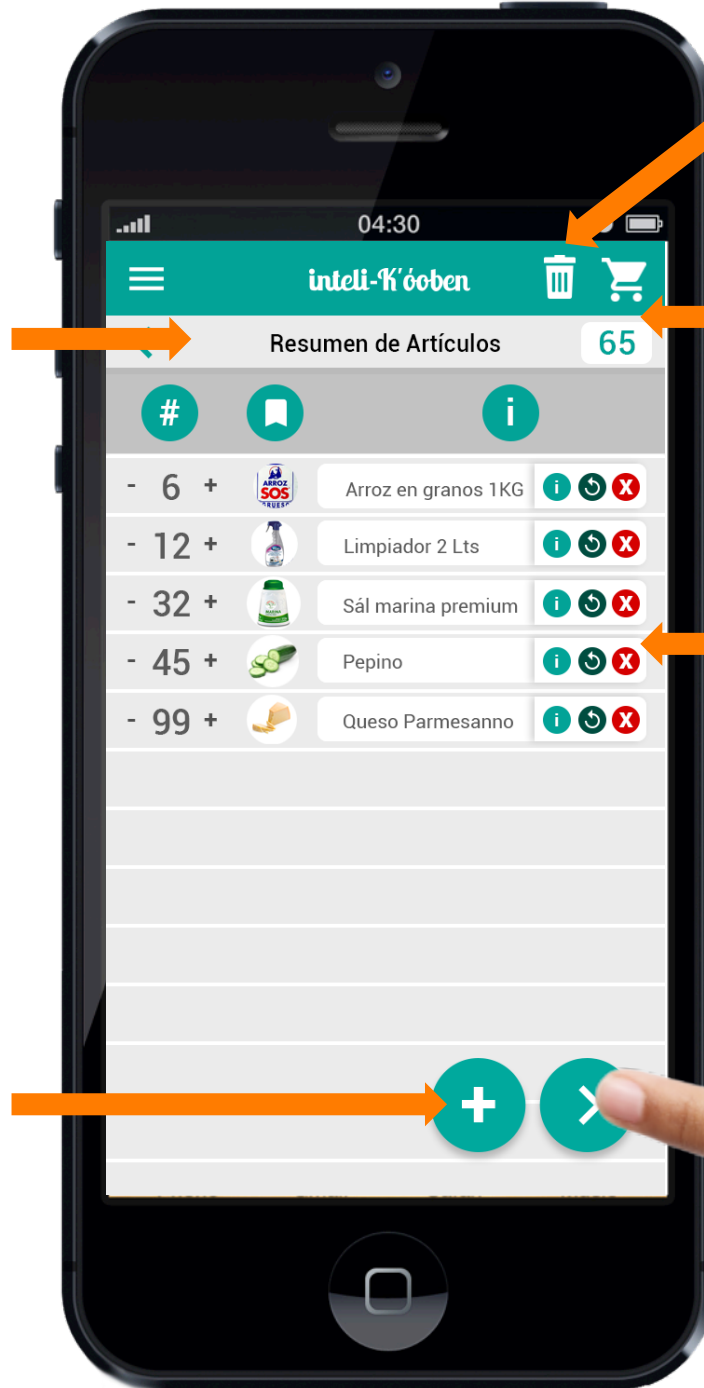 04:30
inteli-K'óoben
Resumen de Artículos 65
# i
- 6 + ARROZ SOS Arroz en granos 1KG i X
- 12 + Limpiador 2 Lts i X
- 32 + Sál marina premium i X
- 45 + Pepino i X
- 99 + Queso Parmesanno i X
+